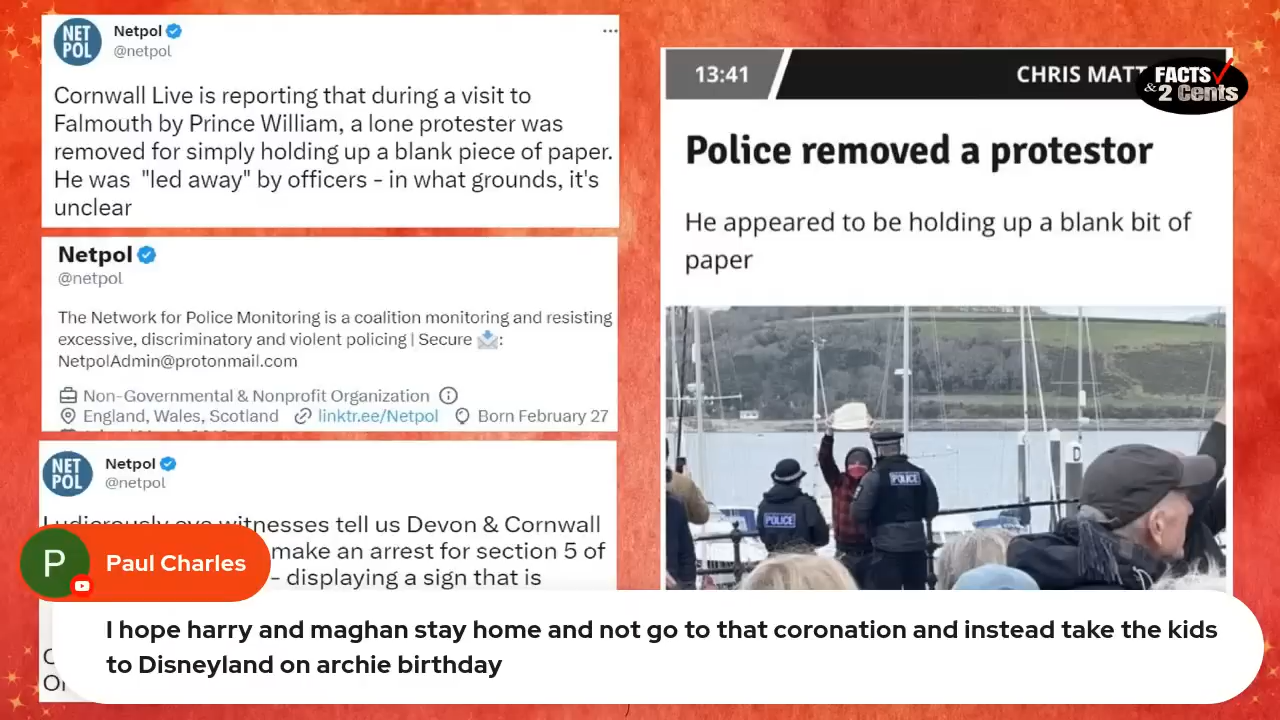 NET
POL
Netpol
@netpol
Cornwall Live is reporting that during a visit to
Falmouth by Prince William, a lone protester was
removed for simply holding up a blank piece of paper.
He was "led away" by officers - in what grounds, it's
unclear
Netpol
@netpol
The Network for Police Monitoring is a coalition monitoring and resisting
excessive, discriminatory and violent policing | Secure :
NetpolAdmin@protonmail.com
Non-Governmental & Nonprofit Organization
England, Wales, Scotland linktr.ee/Netpol Born February 27
NET
POL
Netpol
@netpol
Ludicrously eye witnesses tell us Devon & Cornwall
make an arrest for section 5 of
- displaying a sign that is
P
Paul Charles
I hope harry and maghan stay home and not go to that coronation and instead take the kids
to Disneyland on archie birthday
13:41
CHRIS MATT
FACTS
& 2 Cents
Police removed a protestor
He appeared to be holding up a blank bit of
paper
POLICE
POLICE
D